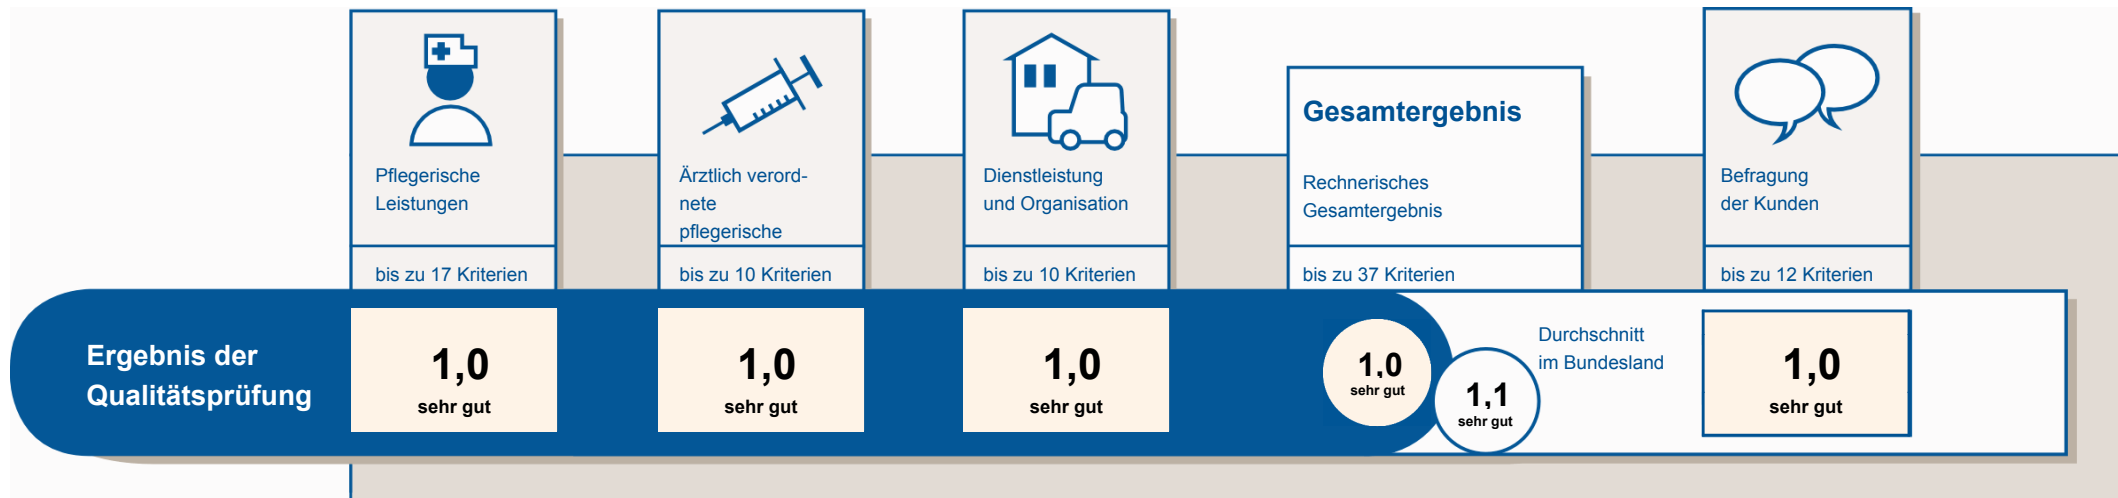 Pflegerische
Leistungen
bis zu 17 Kriterien
Ärztlich verord-
nete
pflegerische
bis zu 10 Kriterien
Dienstleistung
und Organisation
bis zu 10 Kriterien
Gesamtergebnis
Rechnerisches
Gesamtergebnis
bis zu 37 Kriterien
Befragung
der Kunden
bis zu 12 Kriterien
Ergebnis der
Qualitätsprüfung
1,0
sehr gut
1,0
sehr gut
1,0
sehr gut
1,0
sehr gut
1,1
sehr gut
Durchschnitt
im Bundesland
1,0
sehr gut